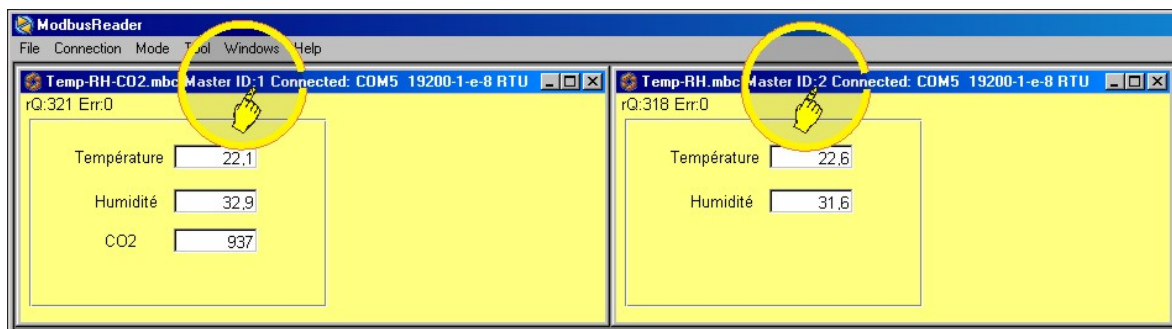 ModbusReader
File Connection Mode Tool Windows Help
Temp-RH-CO2.mbc Master ID:1 Connected: COM5 19200-1-e-8 RTU
rQ:321 Err:0
Température 22,1
Humidité 32,9
CO2 937
Temp-RH.mbc Master ID:2 Connected: COM5 19200-1-e-8 RTU
rQ:318 Err:0
Température 22,6
Humidité 31,6